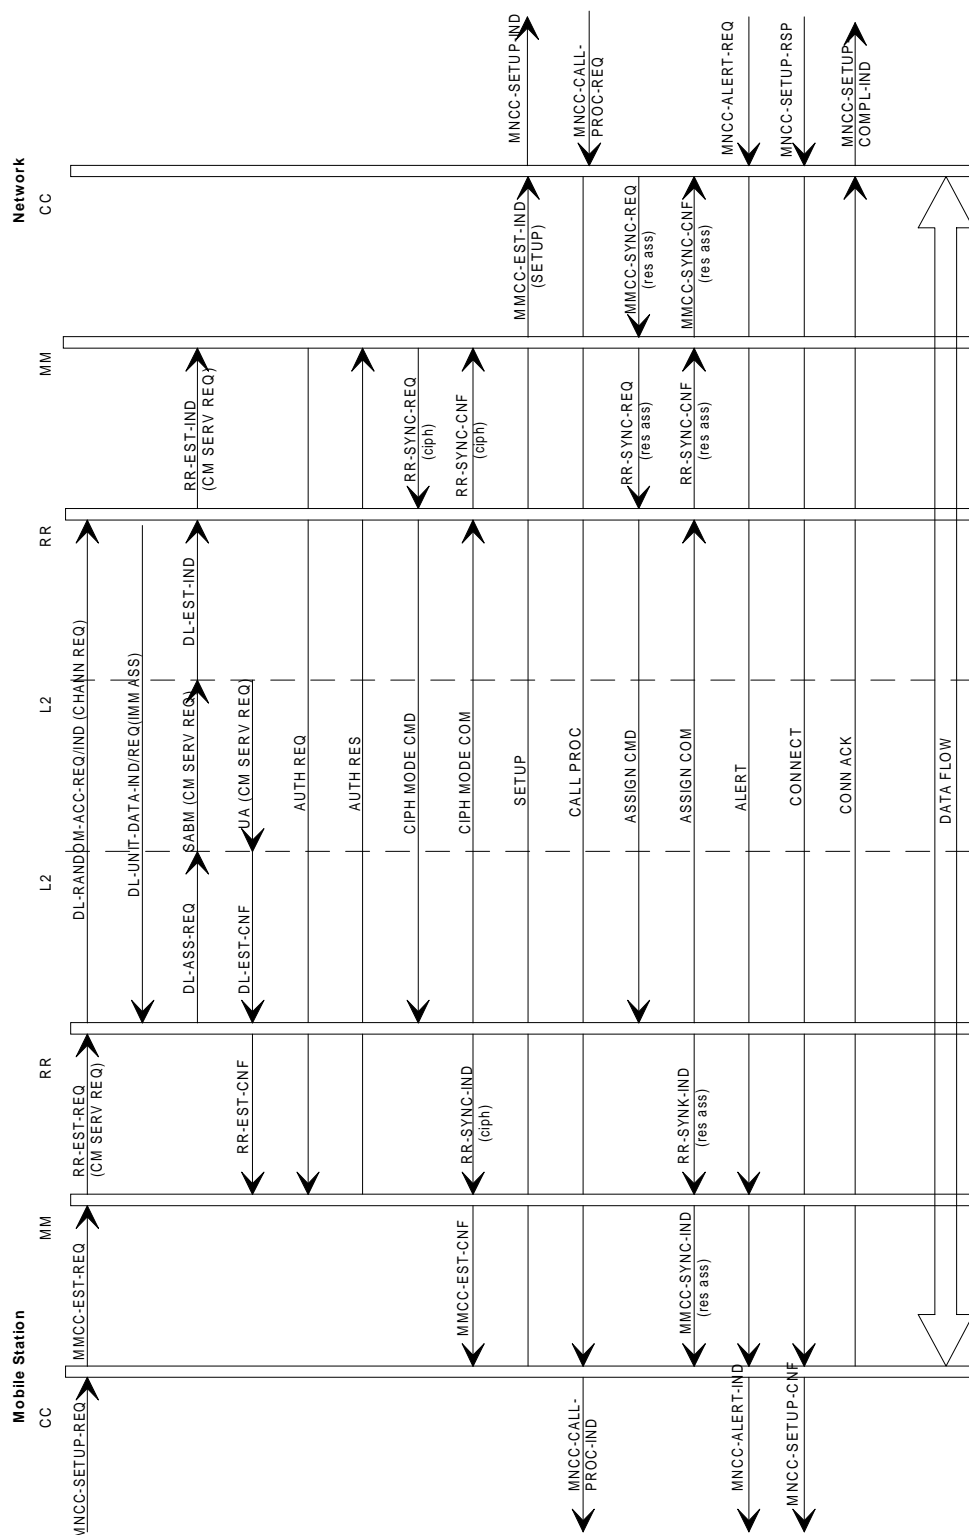 Mobile Station
Network
CC
MM
RR
L2
L2
RR
MM
CC
MNCC-SETUP-REQ
MMCC-EST-REQ
RR-EST-REQ
(CM SERV REQ)
DL-RANDOM-ACC-REQ/IND (CHANN REQ)
DL-UNIT-DATA-IND/REQ(IMM ASS)
DL-ASS-REQ
SABM (CM SERV REQ)
DL-EST-IND
RR-EST-IND
(CM SERV REQ)
RR-EST-CNF
DL-EST-CNF
UA (CM SERV REQ)
AUTH REQ
AUTH RES
CIPH MODE CMD
RR-SYNC-REQ
(ciph)
MMCC-EST-CNF
RR-SYNC-IND
(ciph)
CIPH MODE COM
RR-SYNC-CNF
(ciph)
SETUP
MMCC-EST-IND
(SETUP)
MNCC-SETUP-IND
MNCC-CALL-
PROC-IND
CALL PROC
MNCC-CALL-
PROC-REQ
ASSIGN CMD
RR-SYNC-REQ
(res ass)
MMCC-SYNC-REQ
(res ass)
MMCC-SYNC-IND
(res ass)
RR-SYNK-IND
(res ass)
ASSIGN COM
RR-SYNC-CNF
(res ass)
MMCC-SYNC-CNF
(res ass)
MNCC-ALERT-IND
ALERT
MNCC-ALERT-REQ
MNCC-SETUP-CNF
CONNECT
MNCC-SETUP-RSP
CONN ACK
MNCC-SETUP
COMPL-IND
DATA FLOW